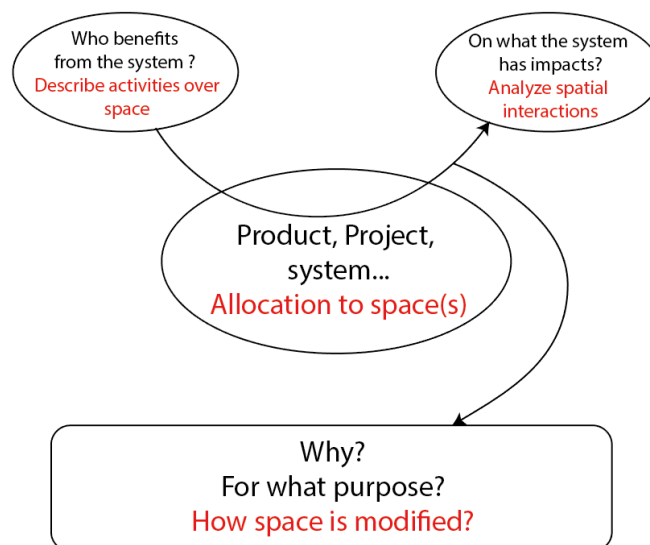 Who benefits
from the system ?
Describe activities over
space
On what the system
has impacts?
Analyze spatial
interactions
Product, Project,
system...
Allocation to space(s)
Why?
For what purpose?
How space is modified?